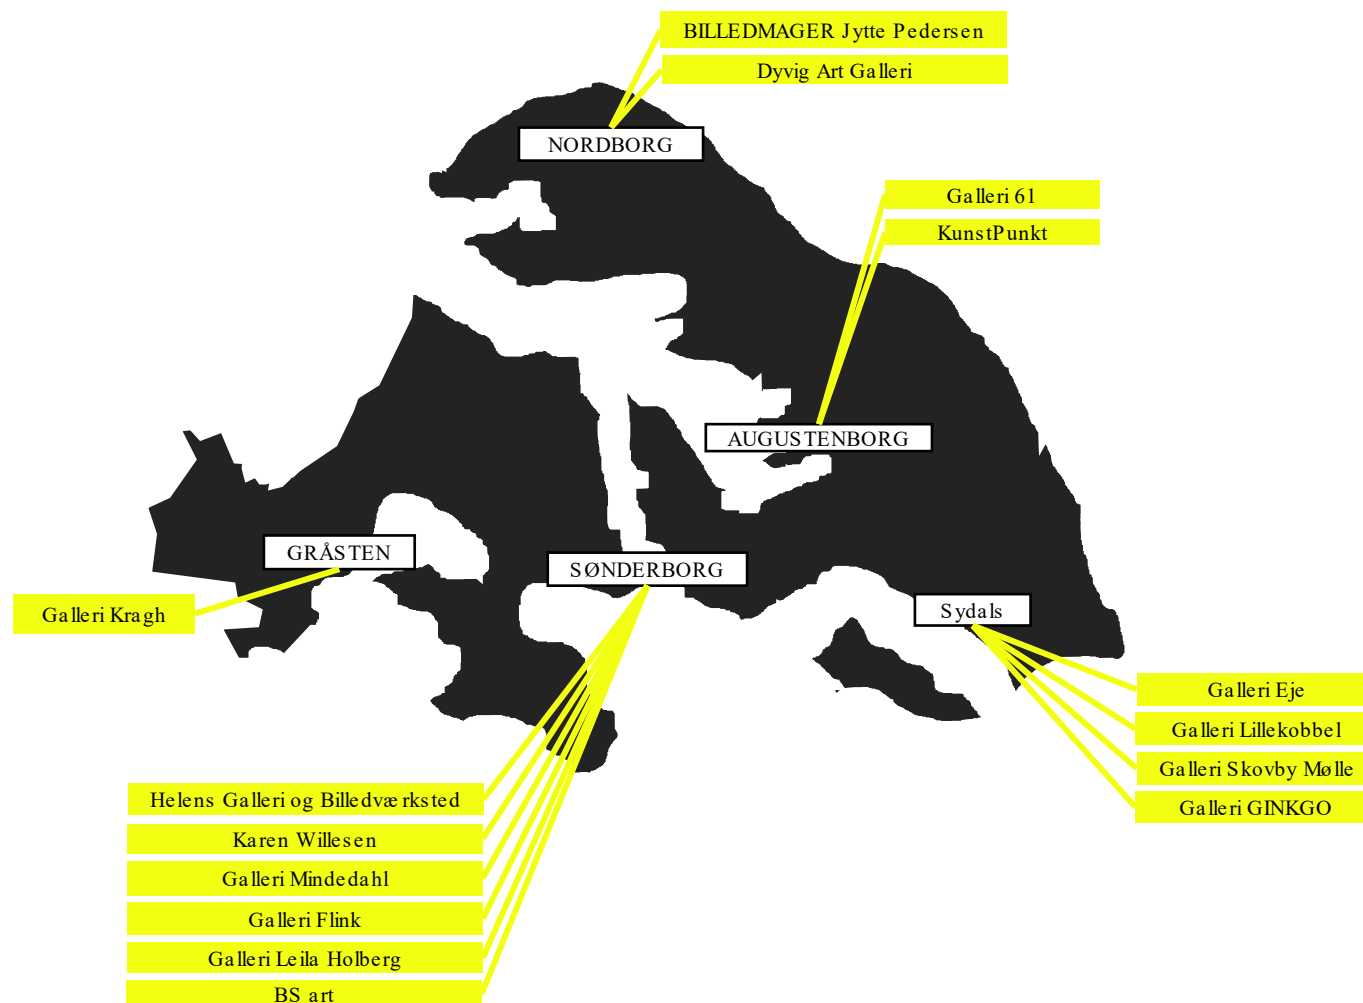 BILLEDMAGER Jytte Pedersen
Dyvig Art Galleri
NORDBORG
Galleri 61
KunstPunkt
AUGUSTENBORG
GRÅSTEN
SØNDERBORG
Galleri Kragh
Sydals
Galleri Eje
Galleri Lillekobbel
Galleri Skovby Mølle
Galleri GINKGO
Helens Galleri og Billedværksted
Karen Willesen
Galleri Mindedahl
Galleri Flink
Galleri Leila Holberg
BS art